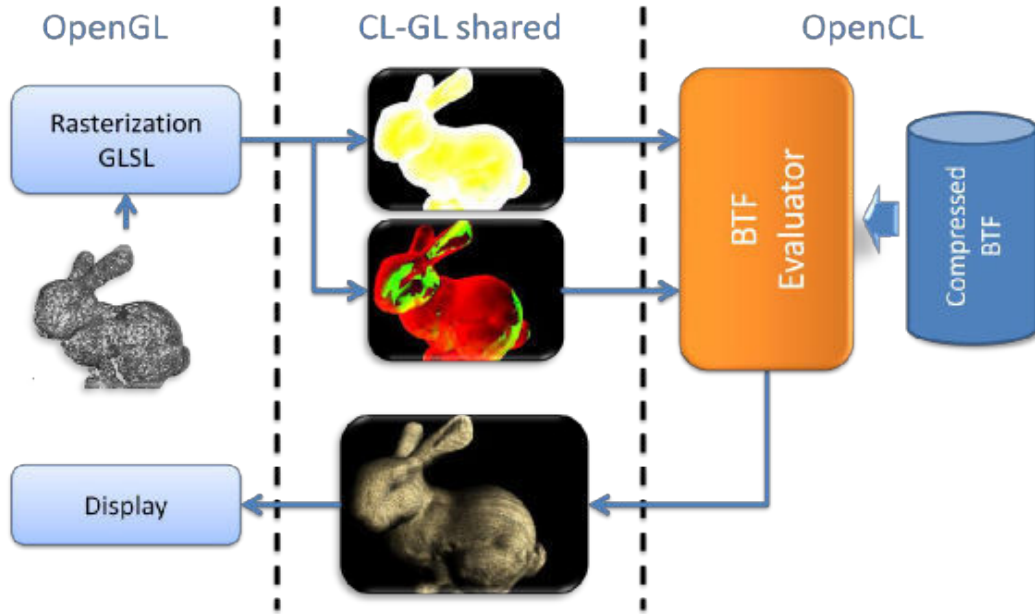 OpenGL
CL-GL shared
OpenCL
Rasterization
GLSL
BTF
Evaluator
Compressed
BTF
Display